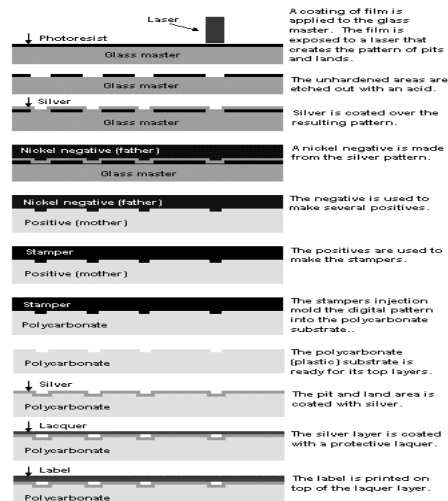 Laser
Photoresist
Glass master
A coating of film is
applied to the glass
master. The film is
exposed to a laser that
creates the pattern of pits
and lands.
Glass master
The unhardened areas are
etched out with an acid.
Silver
Glass master
Silver is coated over the
resulting pattern.
Nickel negative (father)
Glass master
A nickel negative is made
from the silver pattern.
Nickel negative (father)
Positive (mother)
The negative is used to
make several positives.
Stamper
Positive (mother)
The positives are used to
make the stampers.
Stamper
Polycarbonate
The stampers injection
mold the digital pattern
into the polycarbonate
substrate..
Polycarbonate
The polycarbonate
(plastic) substrate is
ready for its top layers.
Silver
Polycarbonate
The pit and land area is
coated with silver.
Lacquer
Polycarbonate
The silver layer is coated
with a protective laquer.
Label
Polycarbonate
The label is printed on
top of the laquer layer.